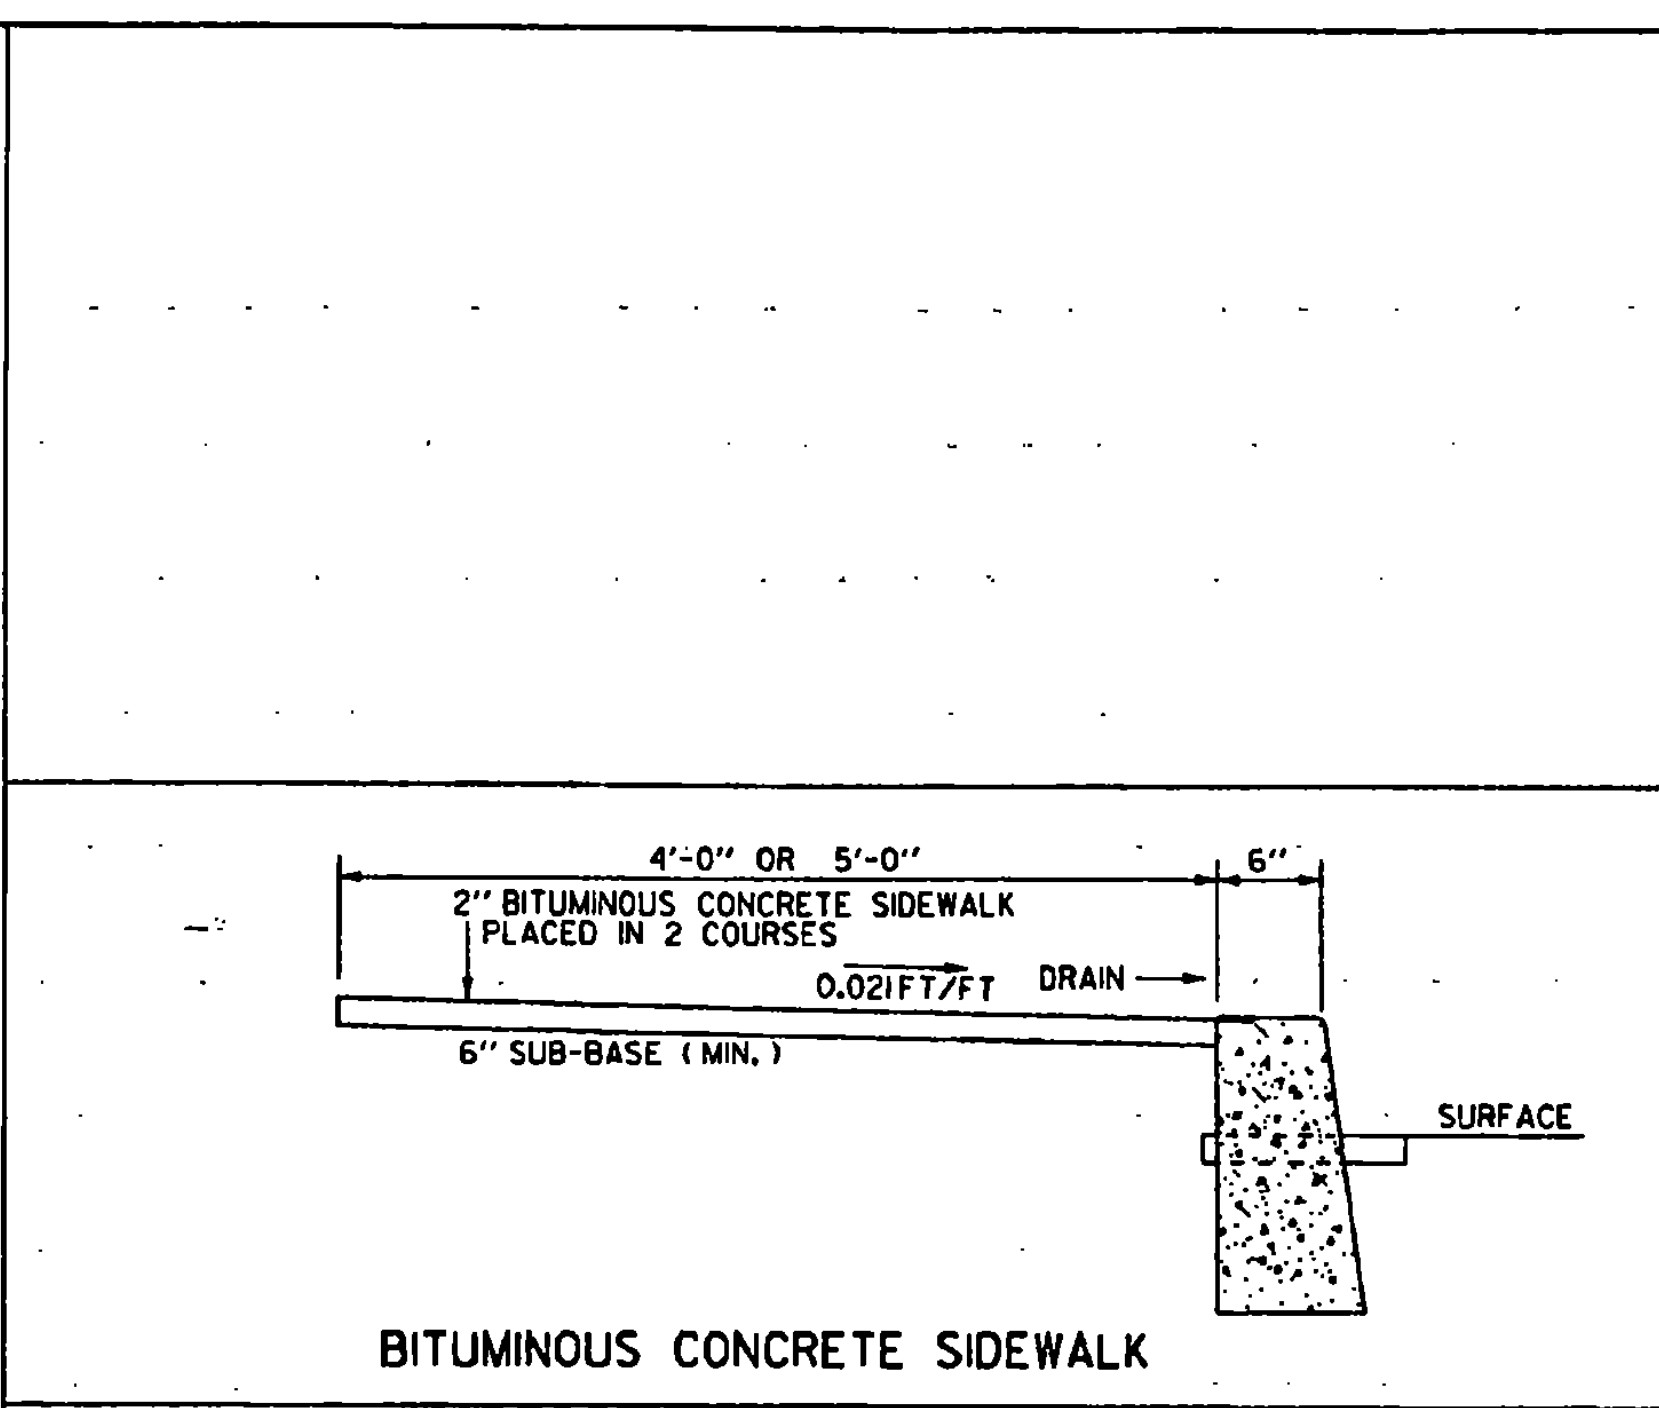 4'-0" OR 5'-0"
6"
2" BITUMINOUS CONCRETE SIDEWALK
PLACED IN 2 COURSES
0.021FT/FT
DRAIN
6" SUB-BASE (MIN.)
SURFACE
BITUMINOUS CONCRETE SIDEWALK